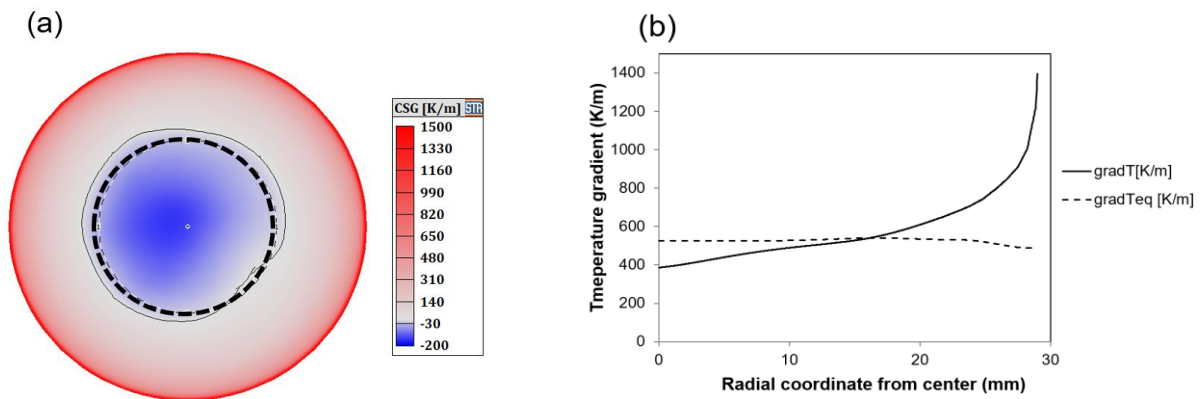 (a)
CSG [K/m] STR
1500
1330
1160
990
820
650
480
310
140
-30
-200
(b)
Tmeperature gradient (K/m)
1400
1200
1000
800
600
400
200
0
0 10 20 30
Radial coordinate from center (mm)
gradT[K/m]
gradTeq [K/m]